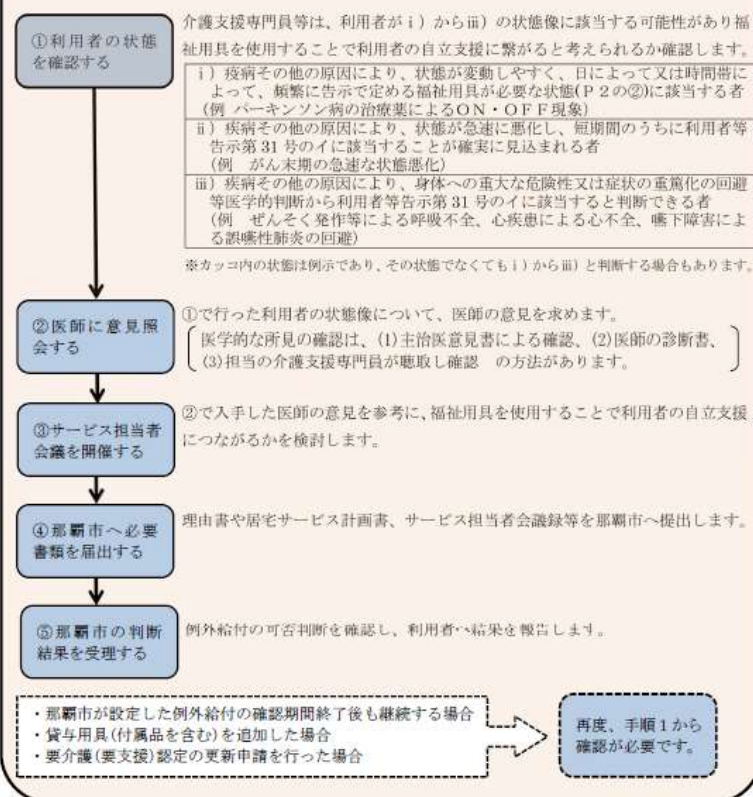 ①利用者の状態
を確認する
介護支援専門員等は、利用者がⅰ）からⅲ）の状態像に該当する可能性があり福
祉用具を使用することで利用者の自立支援に繋がると考えられるか確認します。
ⅰ）疫病その他の原因により、状態が変動しやすく、日によって又は時間帯に
よって、頻繁に告示で定める福祉用具が必要な状態(Ｐ２の②)に該当する者
(例 パーキンソン病の治療薬によるＯＮ・ＯＦＦ現象)
ⅱ）疾病その他の原因により、状態が急速に悪化し、短期間のうちに利用者等
告示第 31 号のイに該当することが確実に見込まれる者
(例　がん末期の急速な状態悪化)
ⅲ）疾病その他の原因により、身体への重大な危険性又は症状の重篤化の回避
等医学的判断から利用者等告示第 31 号のイに該当すると判断できる者
(例　ぜんそく発作等による呼吸不全、心疾患による心不全、嚥下障害によ
る誤嚥性肺炎の回避)
※カッコ内の状態は例示であり、その状態でなくてもⅰ）からⅲ）と判断する場合もあります。
②医師に意見照
会する
①で行った利用者の状態像について、医師の意見を求めます。
医学的な所見の確認は、(1)主治医意見書による確認、(2)医師の診断書、
(3)担当の介護支援専門員が聴取し確認　の方法があります。
③サービス担当者
会議を開催する
②で入手した医師の意見を参考に、福祉用具を使用することで利用者の自立支援
につながるかを検討します。
④那覇市へ必要
書類を届出する
理由書や居宅サービス計画書、サービス担当者会議録等を那覇市へ提出します。
⑤那覇市の判断
結果を受理する
例外給付の可否判断を確認し、利用者へ結果を報告します。
・那覇市が設定した例外給付の確認期間終了後も継続する場合
・貸与用具(付属品を含む)を追加した場合
・要介護(要支援)認定の更新申請を行った場合
再度、手順１から
確認が必要です。